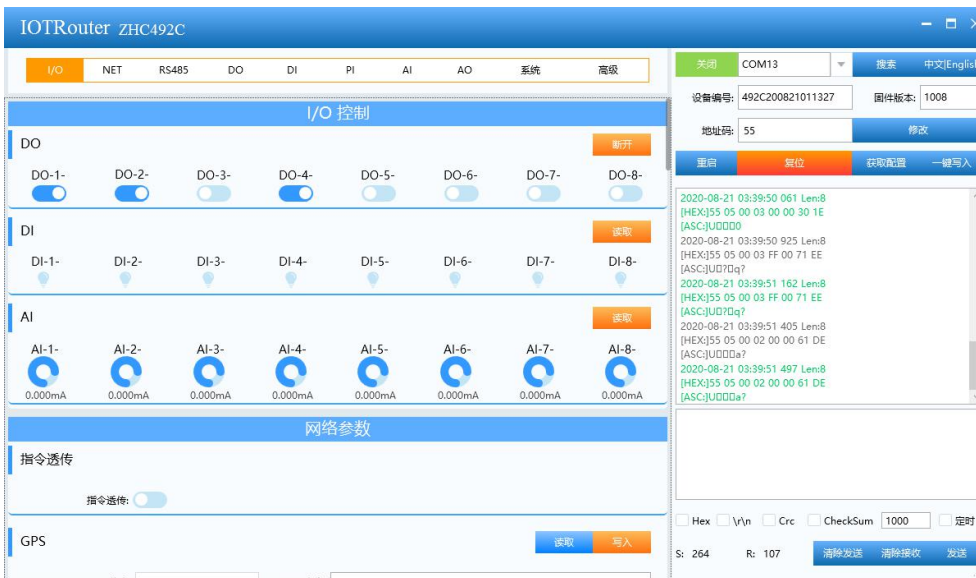 IOTRouter ZHC492C
I/O NET RS485 DO DI PI AI AO 系统 高级
I/O 控制
DO 断开
DO-1- DO-2- DO-3- DO-4- DO-5- DO-6- DO-7- DO-8-
DI 读取
DI-1- DI-2- DI-3- DI-4- DI-5- DI-6- DI-7- DI-8-
AI 读取
AI-1- AI-2- AI-3- AI-4- AI-5- AI-6- AI-7- AI-8-
0.000mA 0.000mA 0.000mA 0.000mA 0.000mA 0.000mA 0.000mA 0.000mA
网络参数
指令透传
指令透传:
GPS 读取 写入
关闭 COM13 搜索 中文|English
设备编号: 492C200821011327 固件版本: 1008
地址码: 55 修改
重启 复位 获取配置 一键写入
2020-08-21 03:39:50 061 Len:8
[HEX:]55 05 00 03 00 00 30 1E
[ASC:]U□□□□0
2020-08-21 03:39:50 925 Len:8
[HEX:]55 05 00 03 FF 00 71 EE
[ASC:]U□?□q?
2020-08-21 03:39:51 162 Len:8
[HEX:]55 05 00 03 FF 00 71 EE
[ASC:]U□?□q?
2020-08-21 03:39:51 405 Len:8
[HEX:]55 05 00 02 00 00 61 DE
[ASC:]U□□□□a?
2020-08-21 03:39:51 497 Len:8
[HEX:]55 05 00 02 00 00 61 DE
[ASC:]U□□□□a?
Hex \r\n Crc CheckSum 1000 定时
S: 264 R: 107 清除发送 清除接收 发送